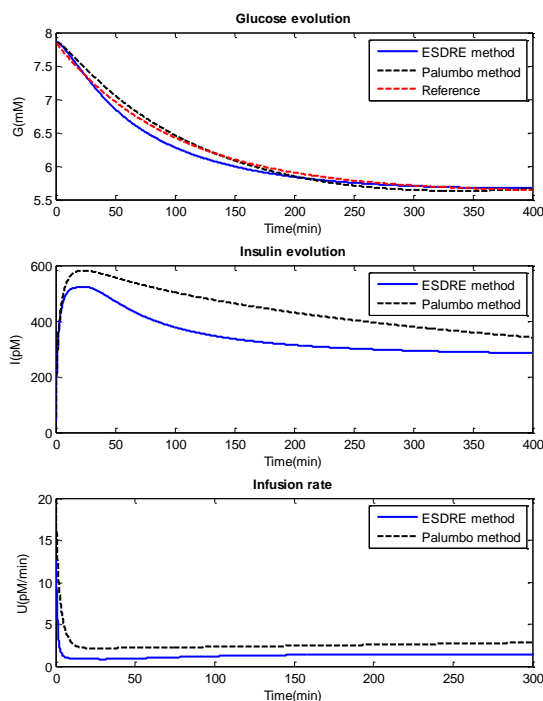 Glucose evolution
8
7.5
7
6.5
6
5.5
G(mM)
ESDRE method
Palumbo method
Reference
0 50 100 150 200 250 300 350 400
Time(min)
Insulin evolution
600
400
200
0
I(pM)
ESDRE method
Palumbo method
0 50 100 150 200 250 300 350 400
Time(min)
Infusion rate
20
15
10
5
0
U(pM/min)
ESDRE method
Palumbo method
0 50 100 150 200 250 300
Time(min)